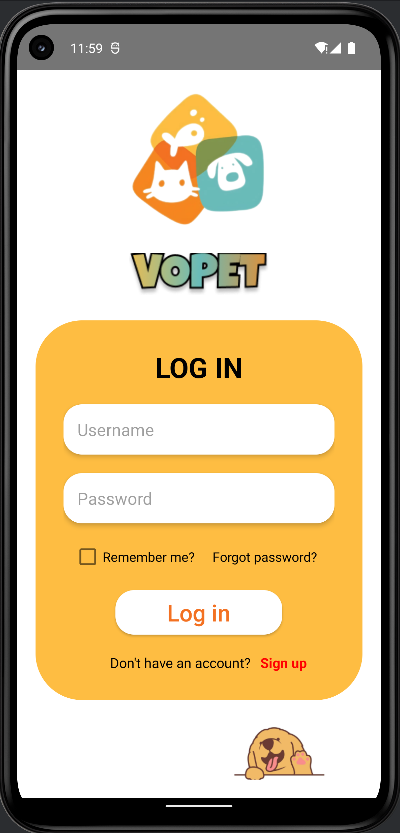 11:59
VOPET
LOG IN
Username
Password
Remember me? Forgot password?
Log in
Don't have an account? Sign up